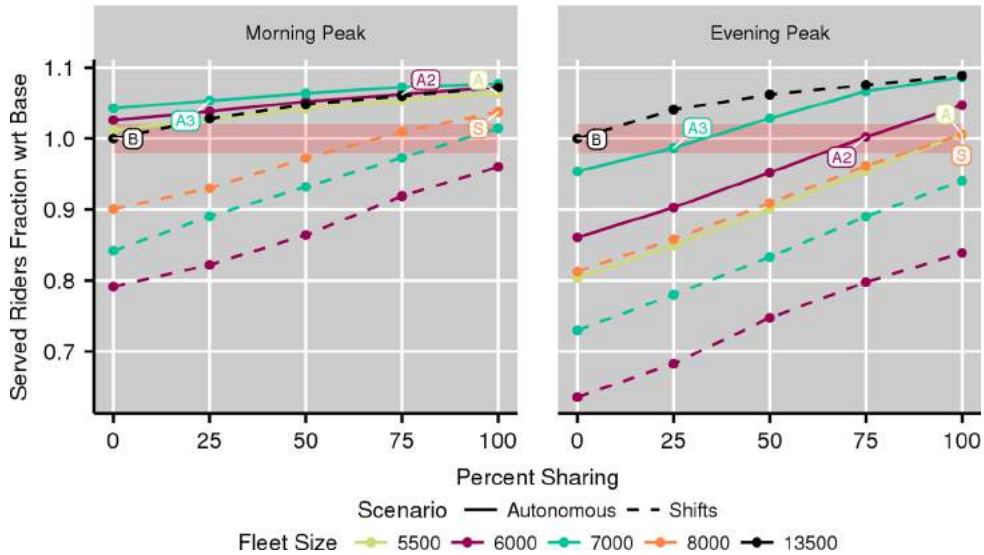 Morning Peak
Evening Peak
Served Riders Fraction wrt Base
1.1
1.0
0.9
0.8
0.7
B
A3
A2
A
S
B
A3
A2
A
S
0 25 50 75 100
0 25 50 75 100
Percent Sharing
Scenario Autonomous Shifts
Fleet Size 5500 6000 7000 8000 13500